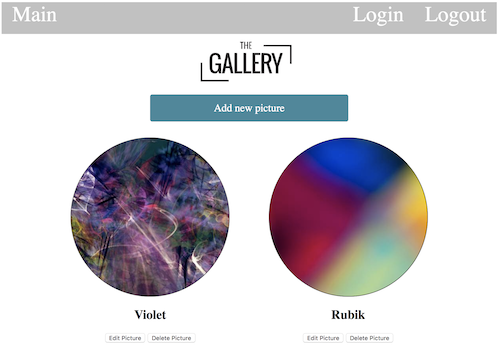 Main Login Logout
THE
GALLERY
Add new picture
Violet Rubik
Edit Picture Delete Picture Edit Picture Delete Picture